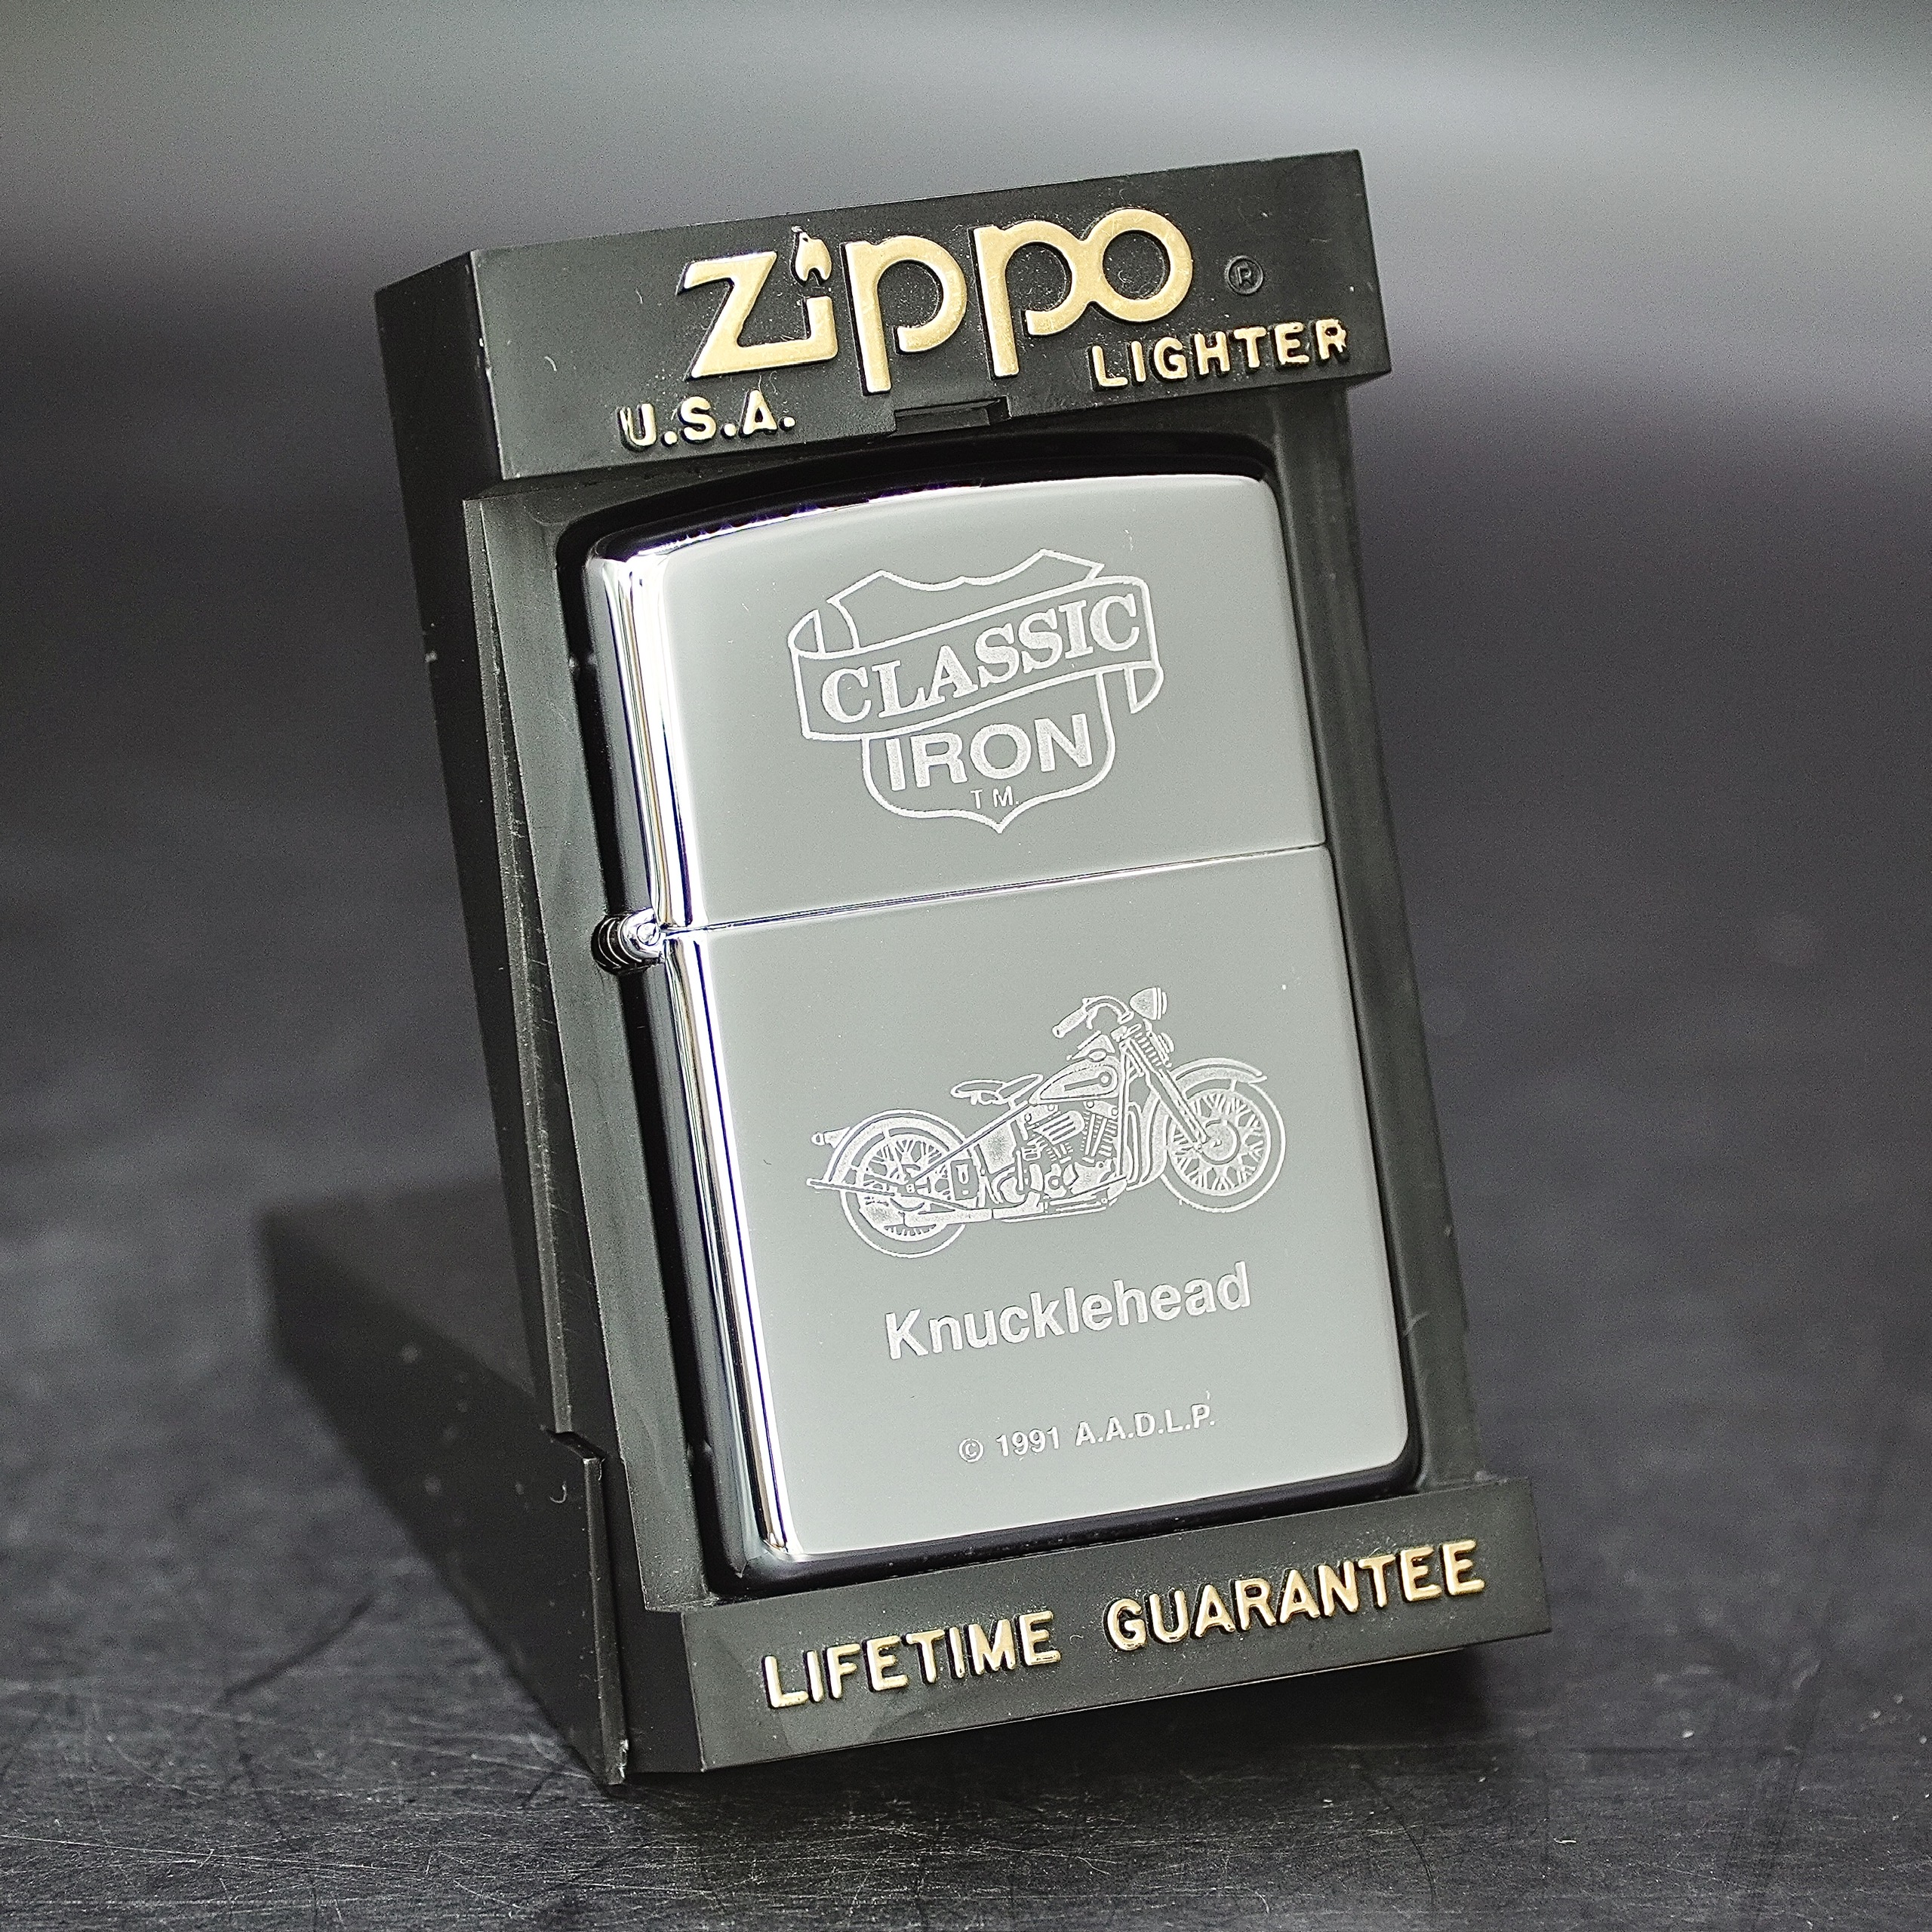 Zippo ®
U.S.A. LIGHTER
CLASSIC
IRON
TM.
Knucklehead
© 1991 A.A.D.L.P.
LIFETIME GUARANTEE